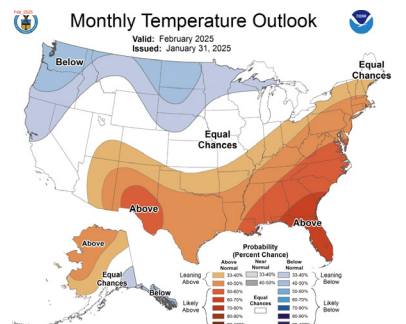 Feb, 2025
Monthly Temperature Outlook
Valid: February 2025
Issued: January 31, 2025
Below
Equal
Chances
Equal
Chances
Above
Above
Above
Equal
Chances
Below
Probability
(Percent Chance)
Above
Normal
Near
Normal
Below
Normal
Leaning
Above
33-40%
33-40%
33-40%
Leaning
Below
40-50%
40-50%
40-50%
50-60%
50-60%
Likely
Above
60-70%
Equal
Chances
60-70%
Likely
Below
70-80%
70-80%
80-90%
80-90%